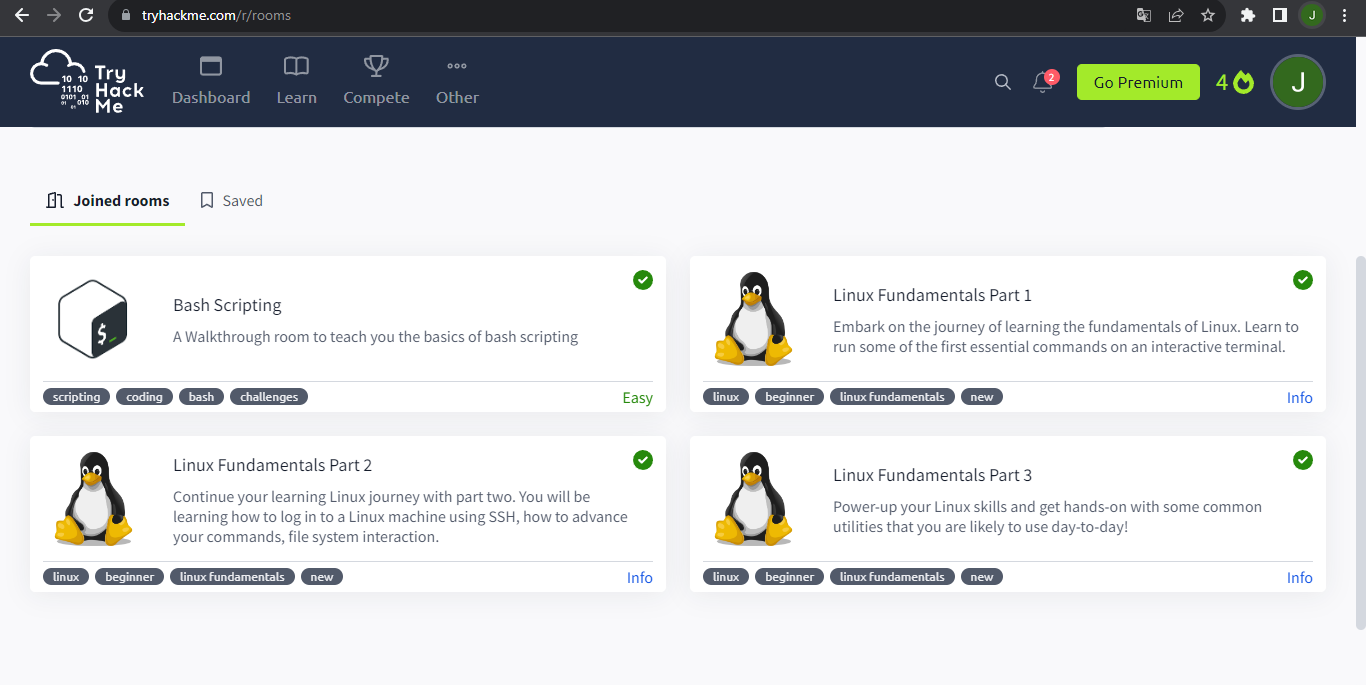 tryhackme.com/r/rooms
J
10 10
1110
0101 01
01 010
Try
Hack
Me
Dashboard
Learn
Compete
Other
2
Go Premium
4
J
Joined rooms
Saved
$_
Bash Scripting
A Walkthrough room to teach you the basics of bash scripting
scripting coding bash challenges
Easy
Linux Fundamentals Part 1
Embark on the journey of learning the fundamentals of Linux. Learn to
run some of the first essential commands on an interactive terminal.
linux beginner linux fundamentals new
Info
Linux Fundamentals Part 2
Continue your learning Linux journey with part two. You will be
learning how to log in to a Linux machine using SSH, how to advance
your commands, file system interaction.
linux beginner linux fundamentals new
Info
Linux Fundamentals Part 3
Power-up your Linux skills and get hands-on with some common
utilities that you are likely to use day-to-day!
linux beginner linux fundamentals new
Info